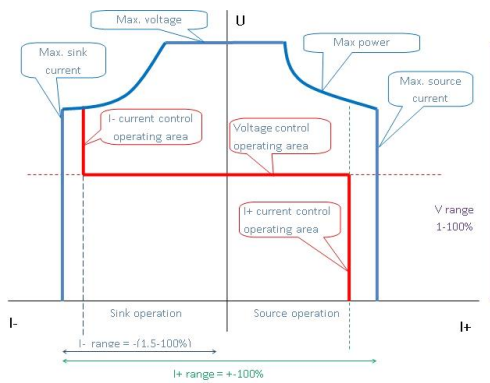 Max. voltage
U
Max. sink
current
Max power
Max. source
current
I- current control
operating area
Voltage control
operating area
I+ current control
operating area
V range
1-100%
Sink operation
Source operation
I-
I+
I- range = -(1.5-100%)
I+ range = +-100%